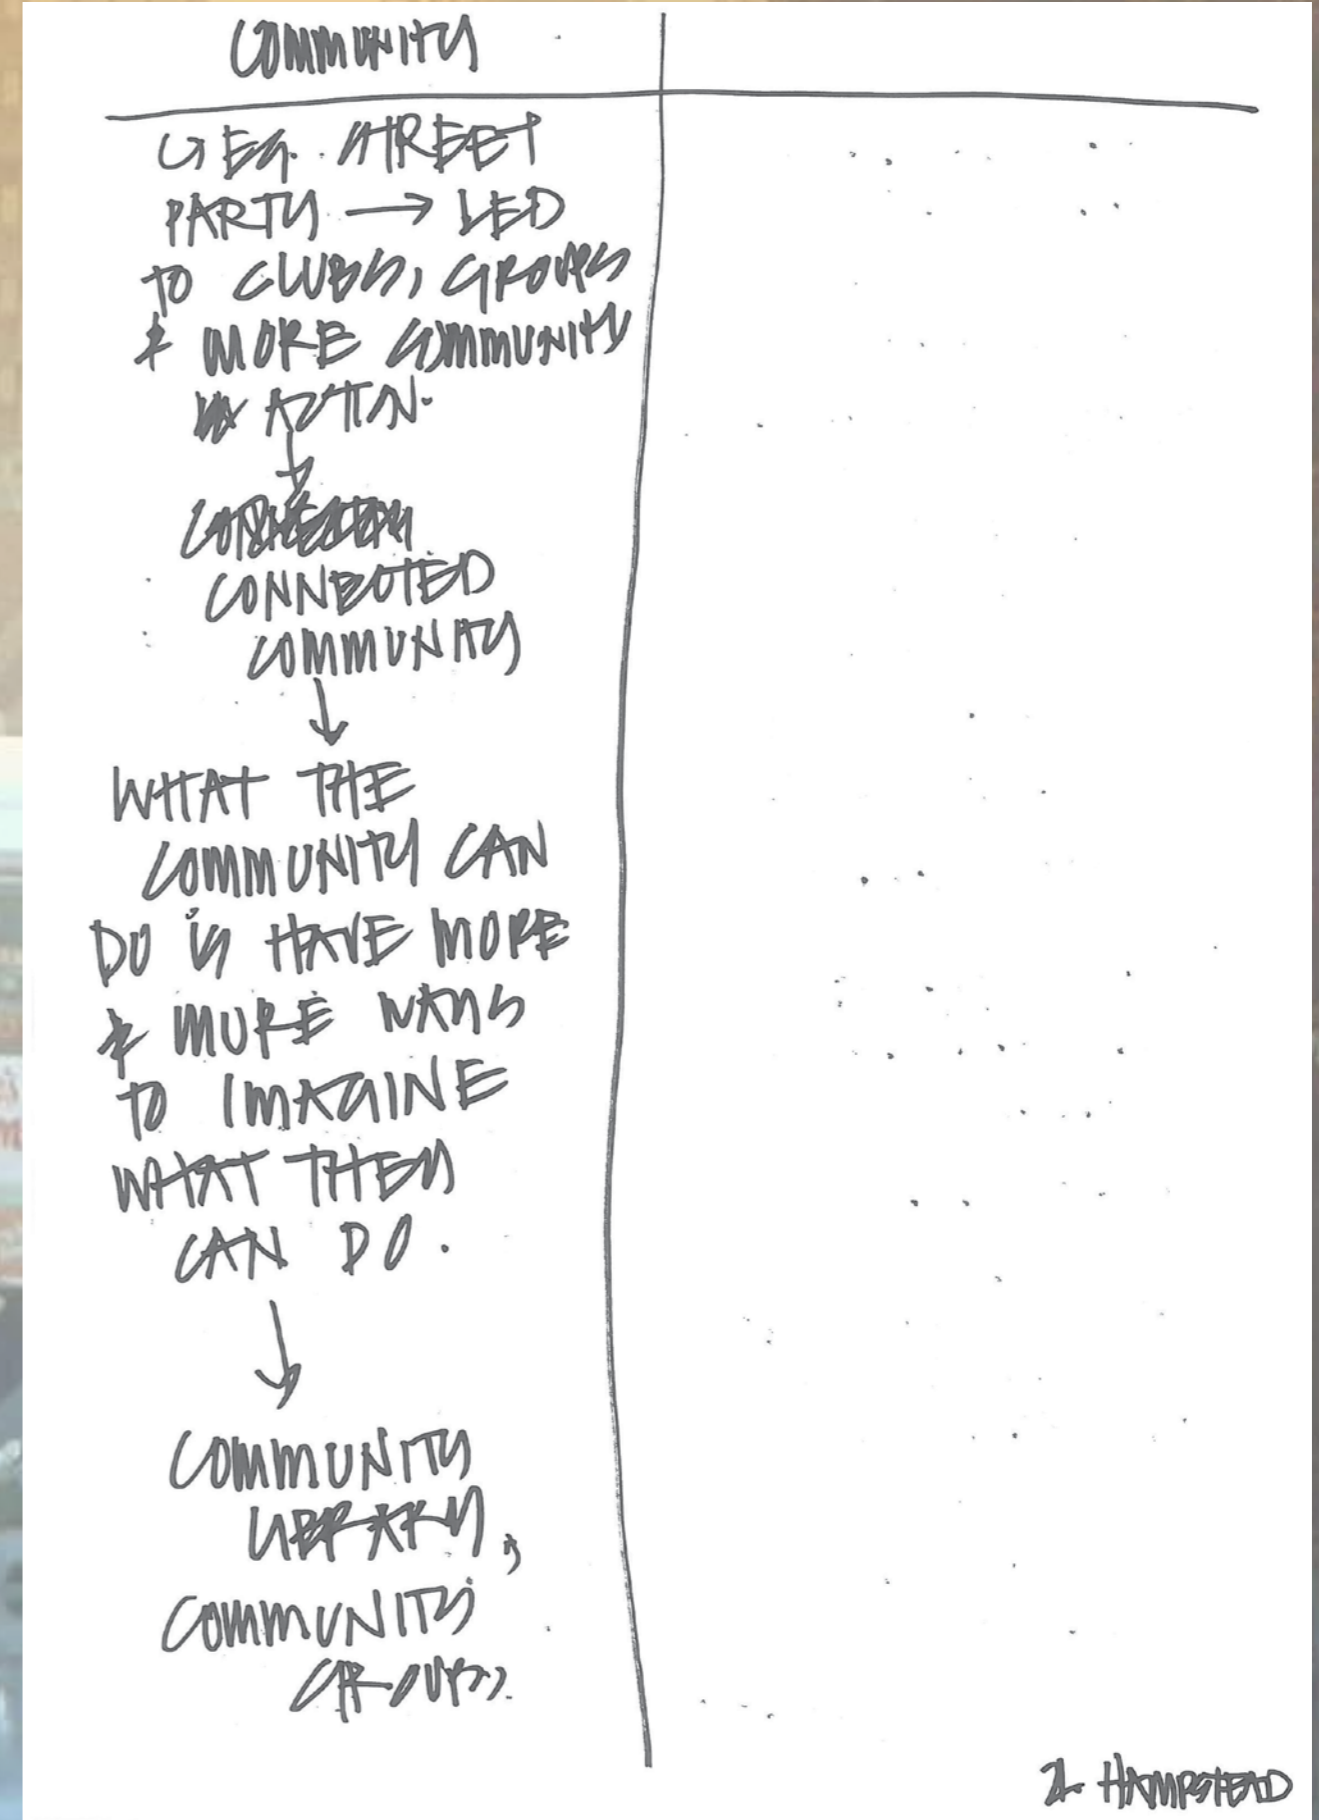 COMMUNITY
↳ EG. STREET
PARTY → LED
TO CLUBS, GROUPS
& MORE COMMUNITY
ACTION.
↓
CONNECTED
COMMUNITY
↓
WHAT THE
COMMUNITY CAN
DO IS HAVE MORE
& MORE WAYS
TO IMAGINE
WHAT THEY
CAN DO.
↓
COMMUNITY
LIBRARY,
COMMUNITY
GROUPS.
HAMPSTEAD